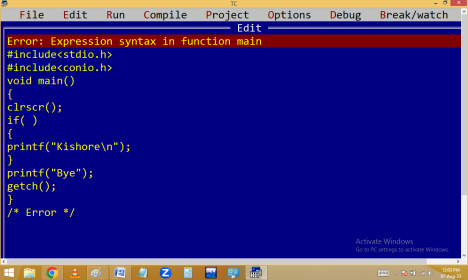 TC
File Edit Run Compile Project Options Debug Break/watch
Edit
Error: Expression syntax in function main
#include<stdio.h>
#include<conio.h>
void main()
{
clrscr();
if( )
{
printf("Kishore\n");
}
printf("Bye");
getch();
}
/* Error */
Activate Windows
Go to PC settings to activate Windows.